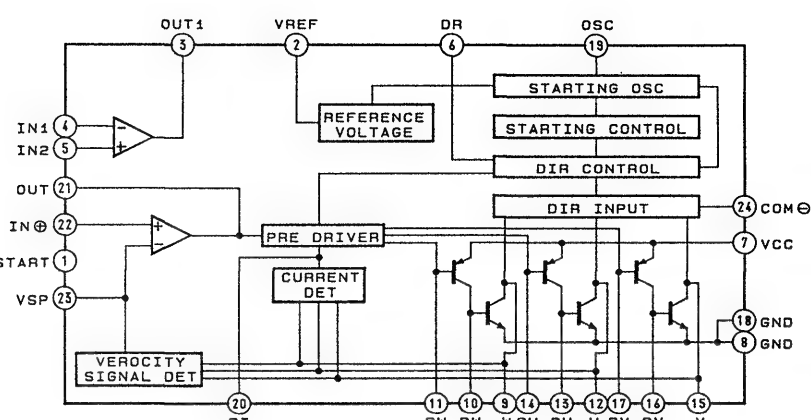 OUT1 VREF DR OSC
3 2 6 19
STARTING OSC
REFERENCE VOLTAGE
STARTING CONTROL
IN1 4
IN2 5
DIR CONTROL
OUT 21
DIR INPUT
24 COM⊖
IN⊕ 22
PRE DRIVER
7 VCC
START 1
CURRENT DET
VSP 23
18 GND
8 GND
VEROCITY SIGNAL DET
20 11 10 9 14 13 12 17 16 15